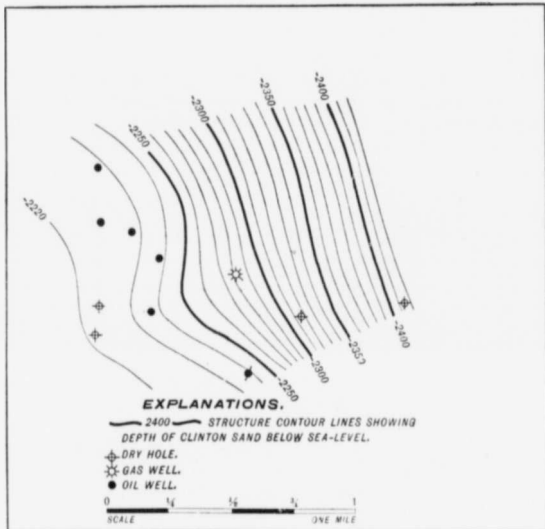 -2400
-2350
-2300
-2250
-2220
-2400
-2353
-2300
-2250
EXPLANATIONS.
2400 STRUCTURE CONTOUR LINES SHOWING
DEPTH OF CLINTON SAND BELOW SEA-LEVEL.
DRY HOLE.
GAS WELL.
OIL WELL.
0 ¼ ½ ¾ 1
SCALE ONE MILE